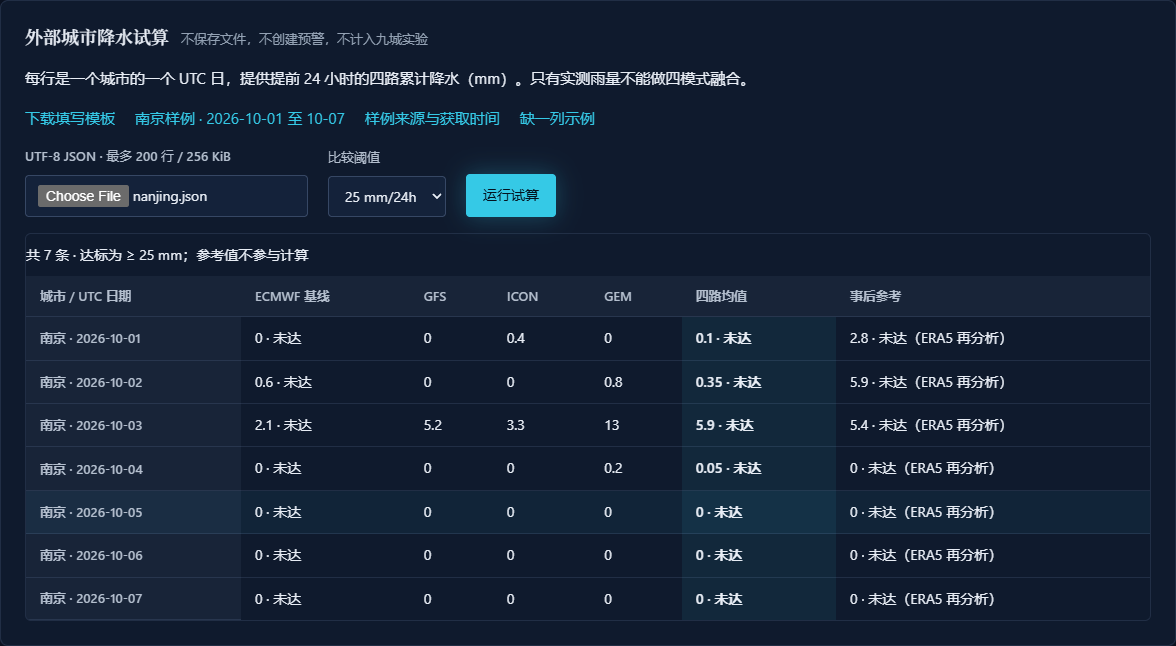 外部城市降水试算 不保存文件，不创建预警，不计入九城实验
每行是一个城市的一个 UTC 日，提供提前 24 小时的四路累计降水（mm）。只有实测雨量不能做四模式融合。
下载填写模板 南京样例 · 2026-10-01 至 10-07 样例来源与获取时间 缺一列示例
UTF-8 JSON · 最多 200 行 / 256 KiB 比较阈值
Choose File nanjing.json 25 mm/24h 运行试算
共 7 条 · 达标为 ≥ 25 mm；参考值不参与计算
城市 / UTC 日期 ECMWF 基线 GFS ICON GEM 四路均值 事后参考
南京 · 2026-10-01 0 · 未达 0 0.4 0 0.1 · 未达 2.8 · 未达（ERA5 再分析）
南京 · 2026-10-02 0.6 · 未达 0 0 0.8 0.35 · 未达 5.9 · 未达（ERA5 再分析）
南京 · 2026-10-03 2.1 · 未达 5.2 3.3 13 5.9 · 未达 5.4 · 未达（ERA5 再分析）
南京 · 2026-10-04 0 · 未达 0 0 0.2 0.05 · 未达 0 · 未达（ERA5 再分析）
南京 · 2026-10-05 0 · 未达 0 0 0 0 · 未达 0 · 未达（ERA5 再分析）
南京 · 2026-10-06 0 · 未达 0 0 0 0 · 未达 0 · 未达（ERA5 再分析）
南京 · 2026-10-07 0 · 未达 0 0 0 0 · 未达 0 · 未达（ERA5 再分析）